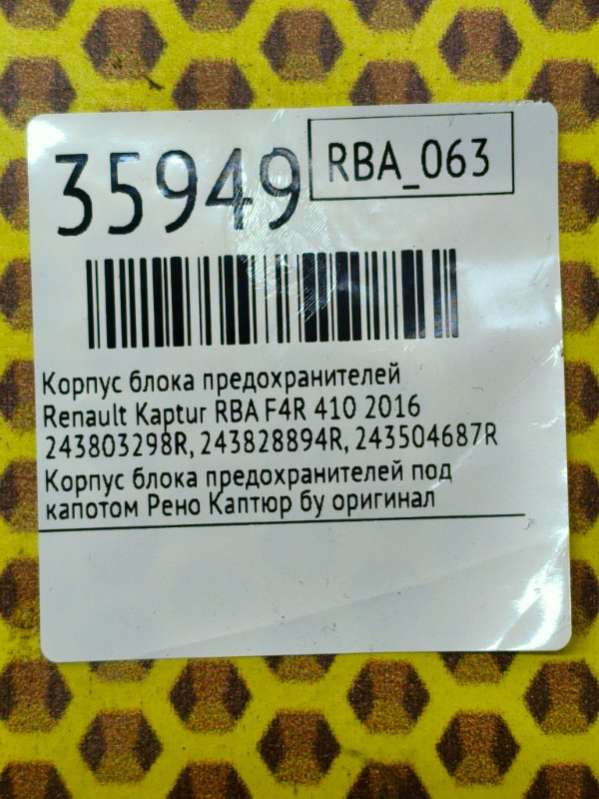 35949
RBA_063
Корпус блока предохранителей
Renault Kaptur RBA F4R 410 2016
243803298R, 243828894R, 243504687R
Корпус блока предохранителей под
капотом Рено Каптюр бу оригинал